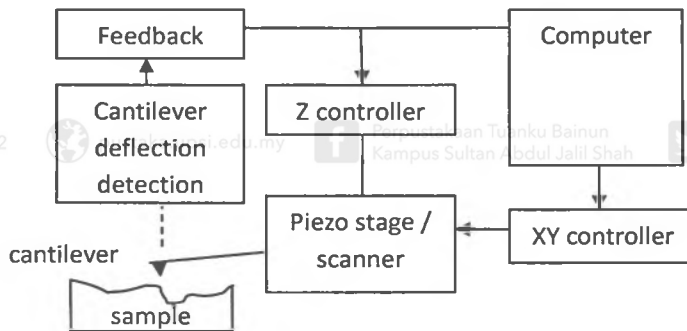 Feedback
Computer
Cantilever
deflection
detection
Z controller
Perpustakaan Tuanku Bainun
Kampus Sultan Abdul Jalil Shah
Piezo stage /
scanner
XY controller
cantilever
sample